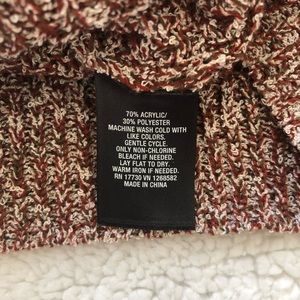 70% ACRYLIC/
30% POLYESTER
MACHINE WASH COLD WITH
LIKE COLORS.
GENTLE CYCLE.
ONLY NON-CHLORINE
BLEACH IF NEEDED.
LAY FLAT TO DRY.
WARM IRON IF NEEDED.
RN 17730 VN 1268582
MADE IN CHINA